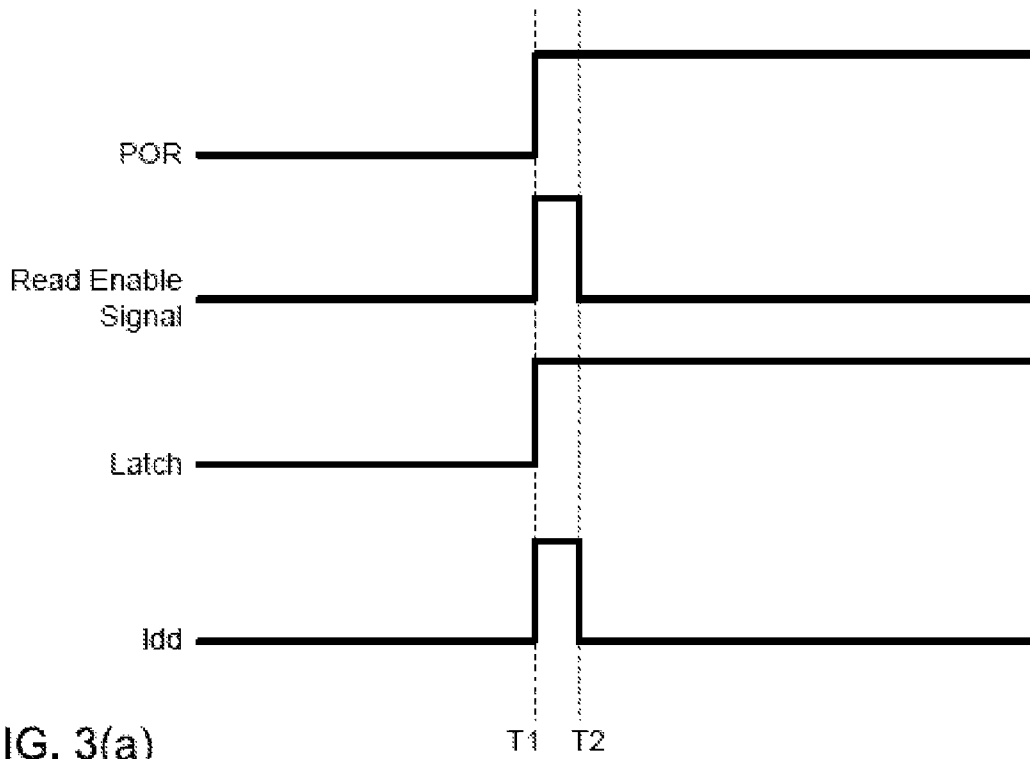 POR
Read Enable
Signal
Latch
Idd
T1 T2
IG. 3(a)